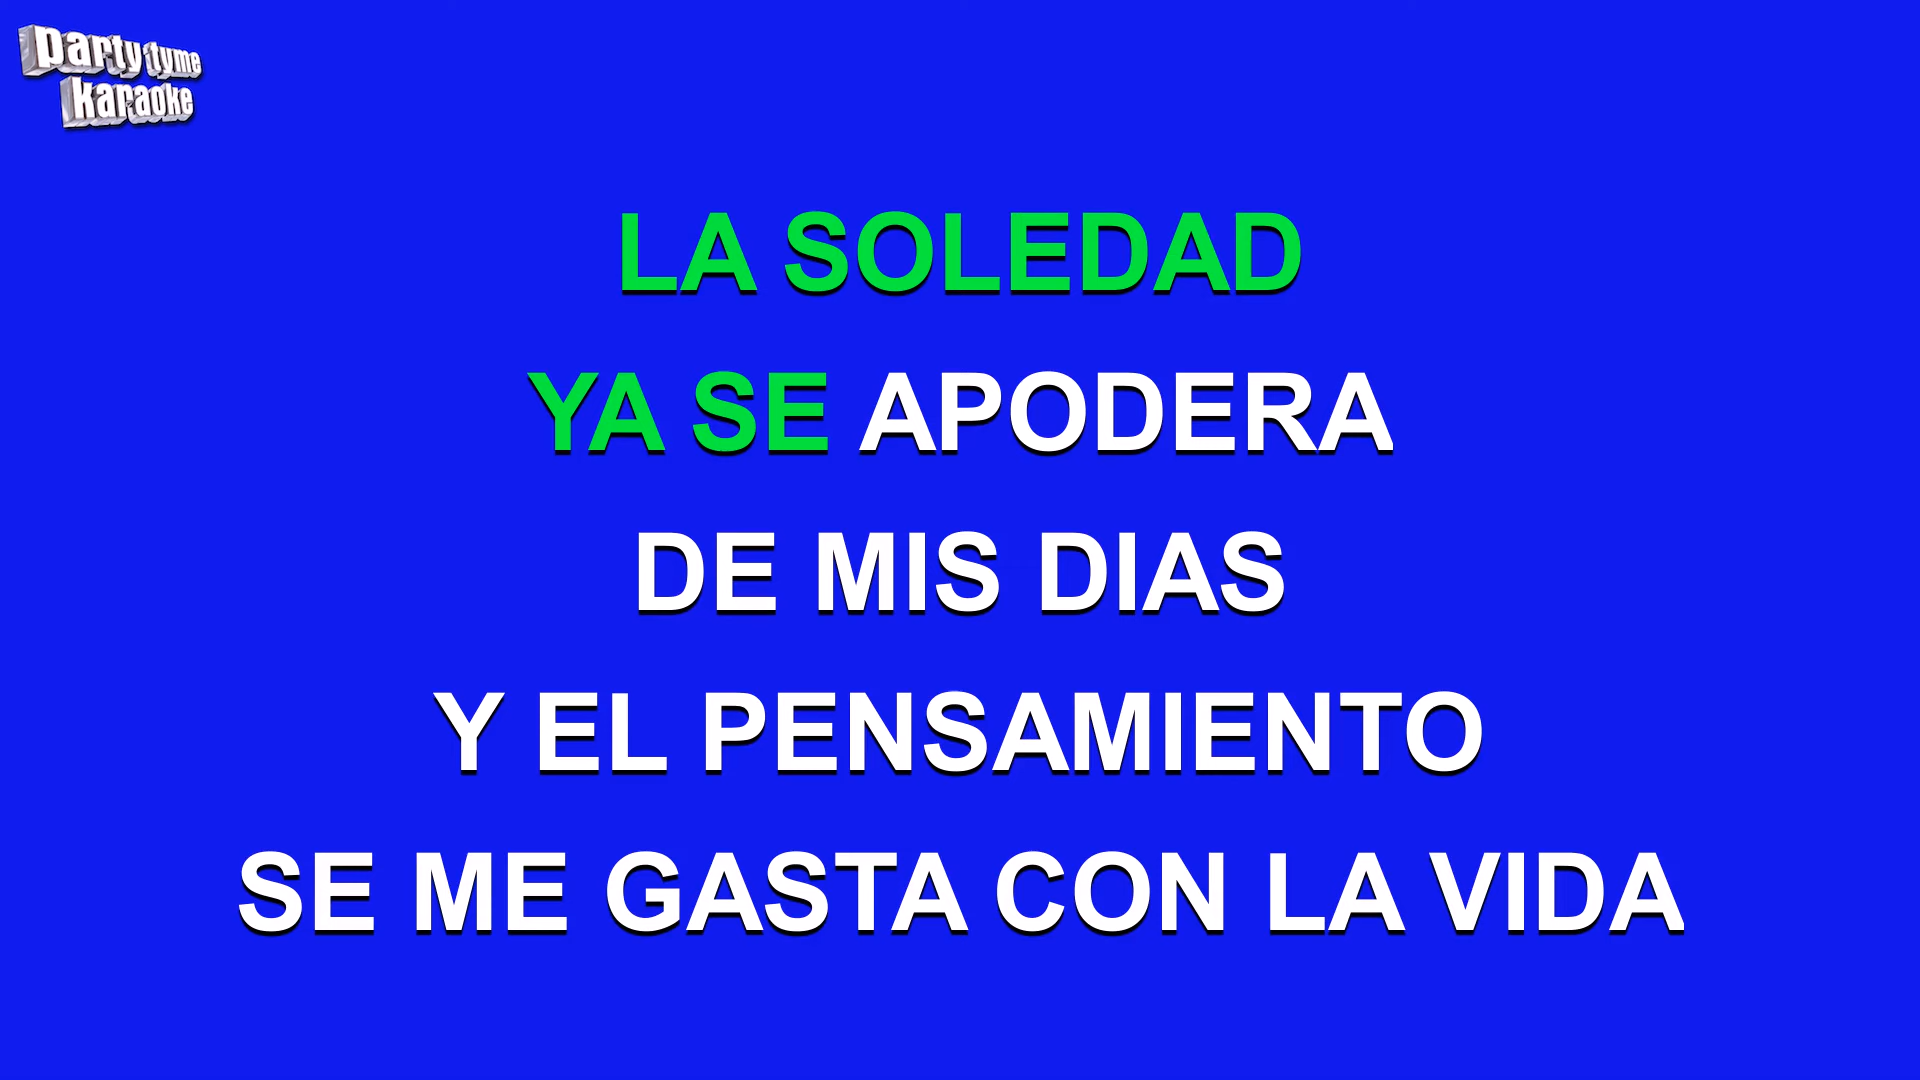 party tyme
karaoke
LA SOLEDAD
YA SE APODERA
DE MIS DIAS
Y EL PENSAMIENTO
SE ME GASTA CON LA VIDA